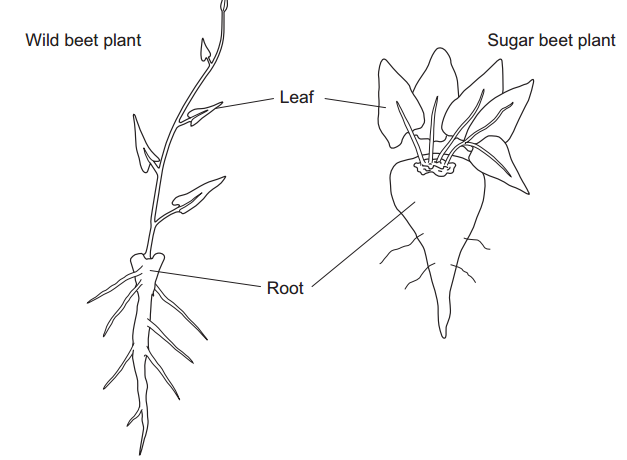 Wild beet plant
Sugar beet plant
Leaf
Root